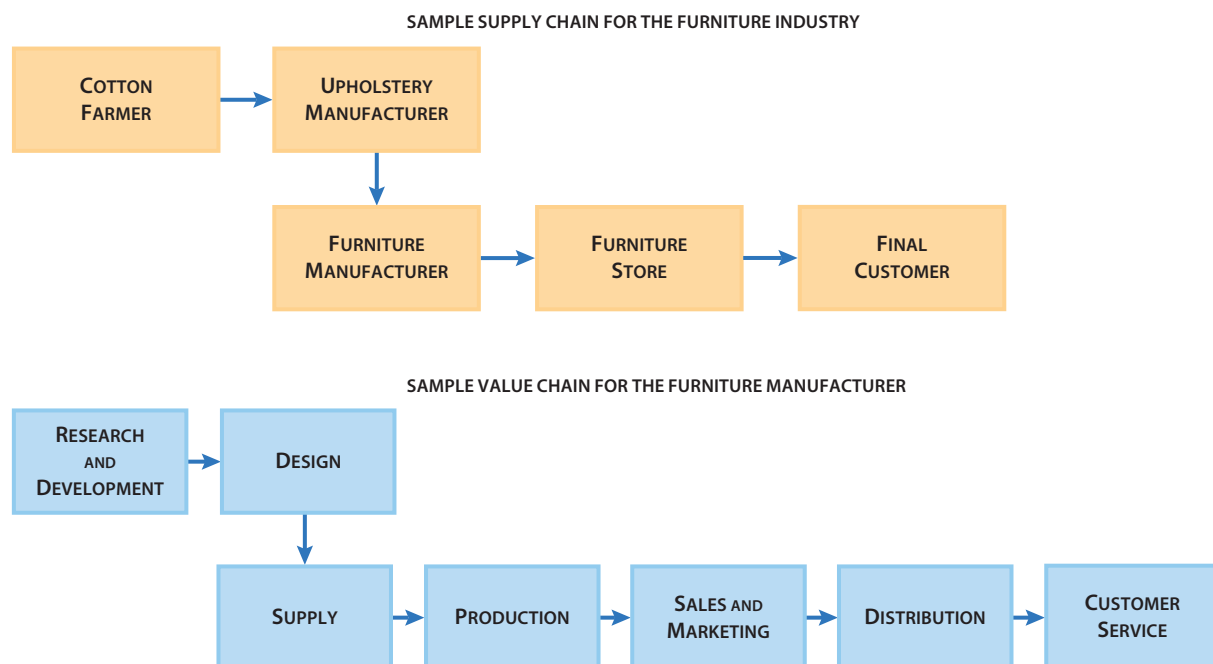 SAMPLE SUPPLY CHAIN FOR THE FURNITURE INDUSTRY
COTTON
FARMER
UPHOLSTERY
MANUFACTURER
FURNITURE
MANUFACTURER
FURNITURE
STORE
FINAL
CUSTOMER
SAMPLE VALUE CHAIN FOR THE FURNITURE MANUFACTURER
RESEARCH
AND
DEVELOPMENT
DESIGN
SUPPLY
PRODUCTION
SALES AND
MARKETING
DISTRIBUTION
CUSTOMER
SERVICE